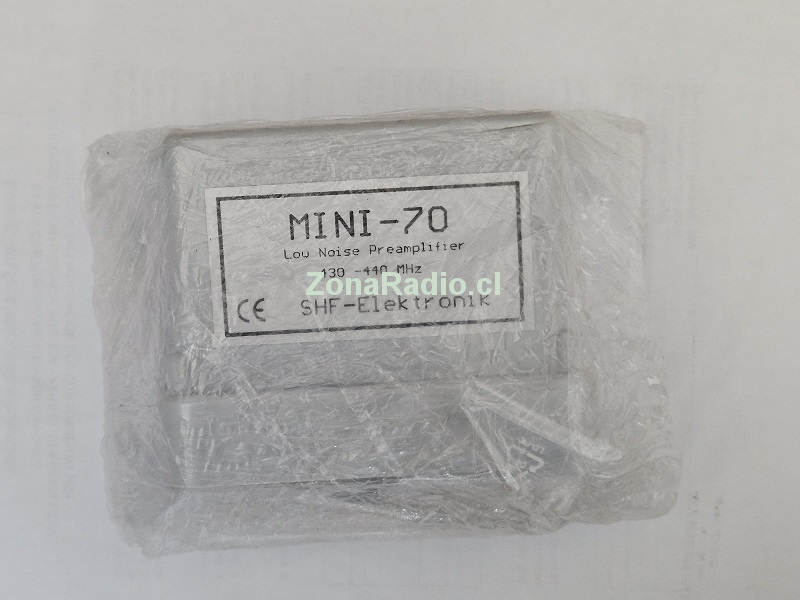 MINI-70
Low Noise Preamplifier
430 -440 MHz
ZonaRadio.cl
CE SHF-Elektronik